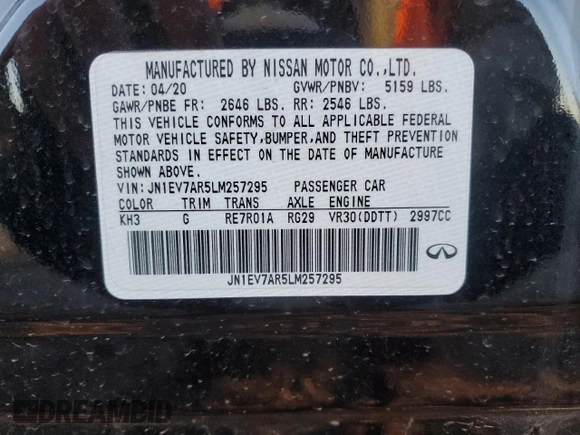 MANUFACTURED BY NISSAN MOTOR CO.,LTD.
DATE: 04/20 GVWR/PNBV: 5159 LBS.
GAWR/PNBE FR: 2646 LBS. RR: 2546 LBS.
THIS VEHICLE CONFORMS TO ALL APPLICABLE FEDERAL
MOTOR VEHICLE SAFETY,BUMPER,AND THEFT PREVENTION
STANDARDS IN EFFECT ON THE DATE OF MANUFACTURE
SHOWN ABOVE.
VIN: JN1EV7AR5LM257295 PASSENGER CAR
COLOR TRIM TRANS AXLE ENGINE
KH3 G RE7R01A RG29 VR30(DDTT) 2997CC
JN1EV7AR5LM257295
DREAMBID